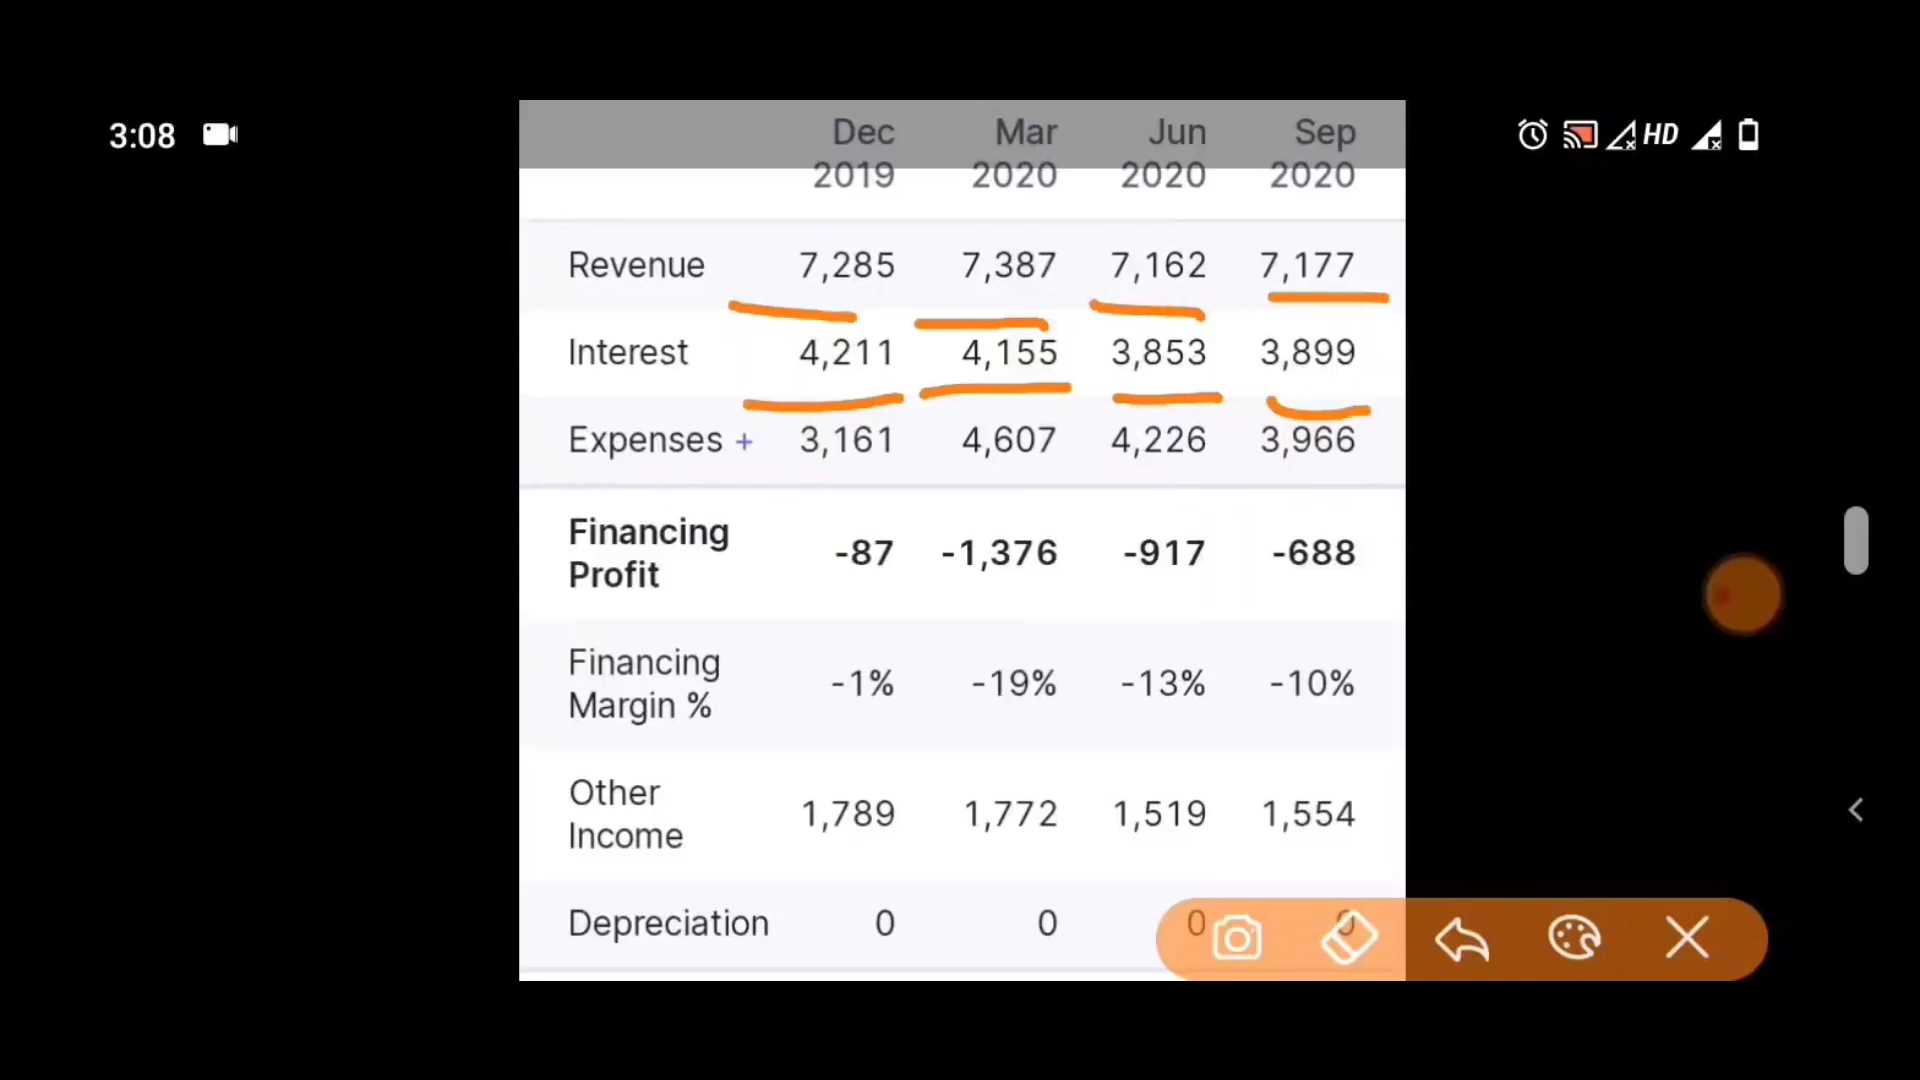 3:08 HD
Dec Mar Jun Sep
2019 2020 2020 2020
Revenue 7,285 7,387 7,162 7,177
Interest 4,211 4,155 3,853 3,899
Expenses + 3,161 4,607 4,226 3,966
Financing
Profit -87 -1,376 -917 -688
Financing
Margin % -1% -19% -13% -10%
Other
Income 1,789 1,772 1,519 1,554
Depreciation 0 0 0 0